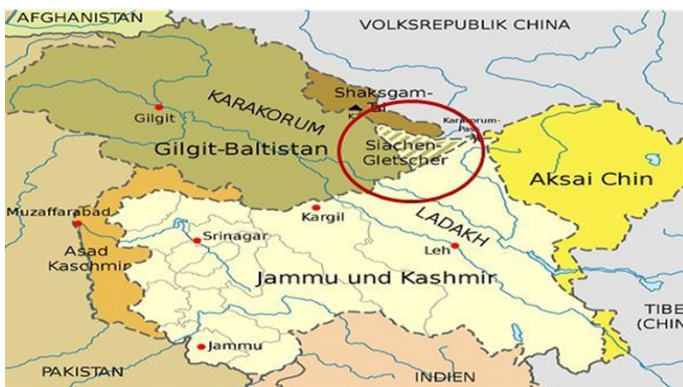 AFGHANISTAN
VOLKSREPUBLIK CHINA
Shaksgam-
Tal
KARAKORUM
Karakorum-
Pass
Gilgit
Gilgit-Baltistan
Siachen-
Gletscher
Aksai Chin
Muzaffarabad
Kargil
LADAKH
Srinagar
Asad
Kaschmir
Leh
Jammu und Kashmir
TIBE
(CHIN
Jammu
PAKISTAN
INDIEN